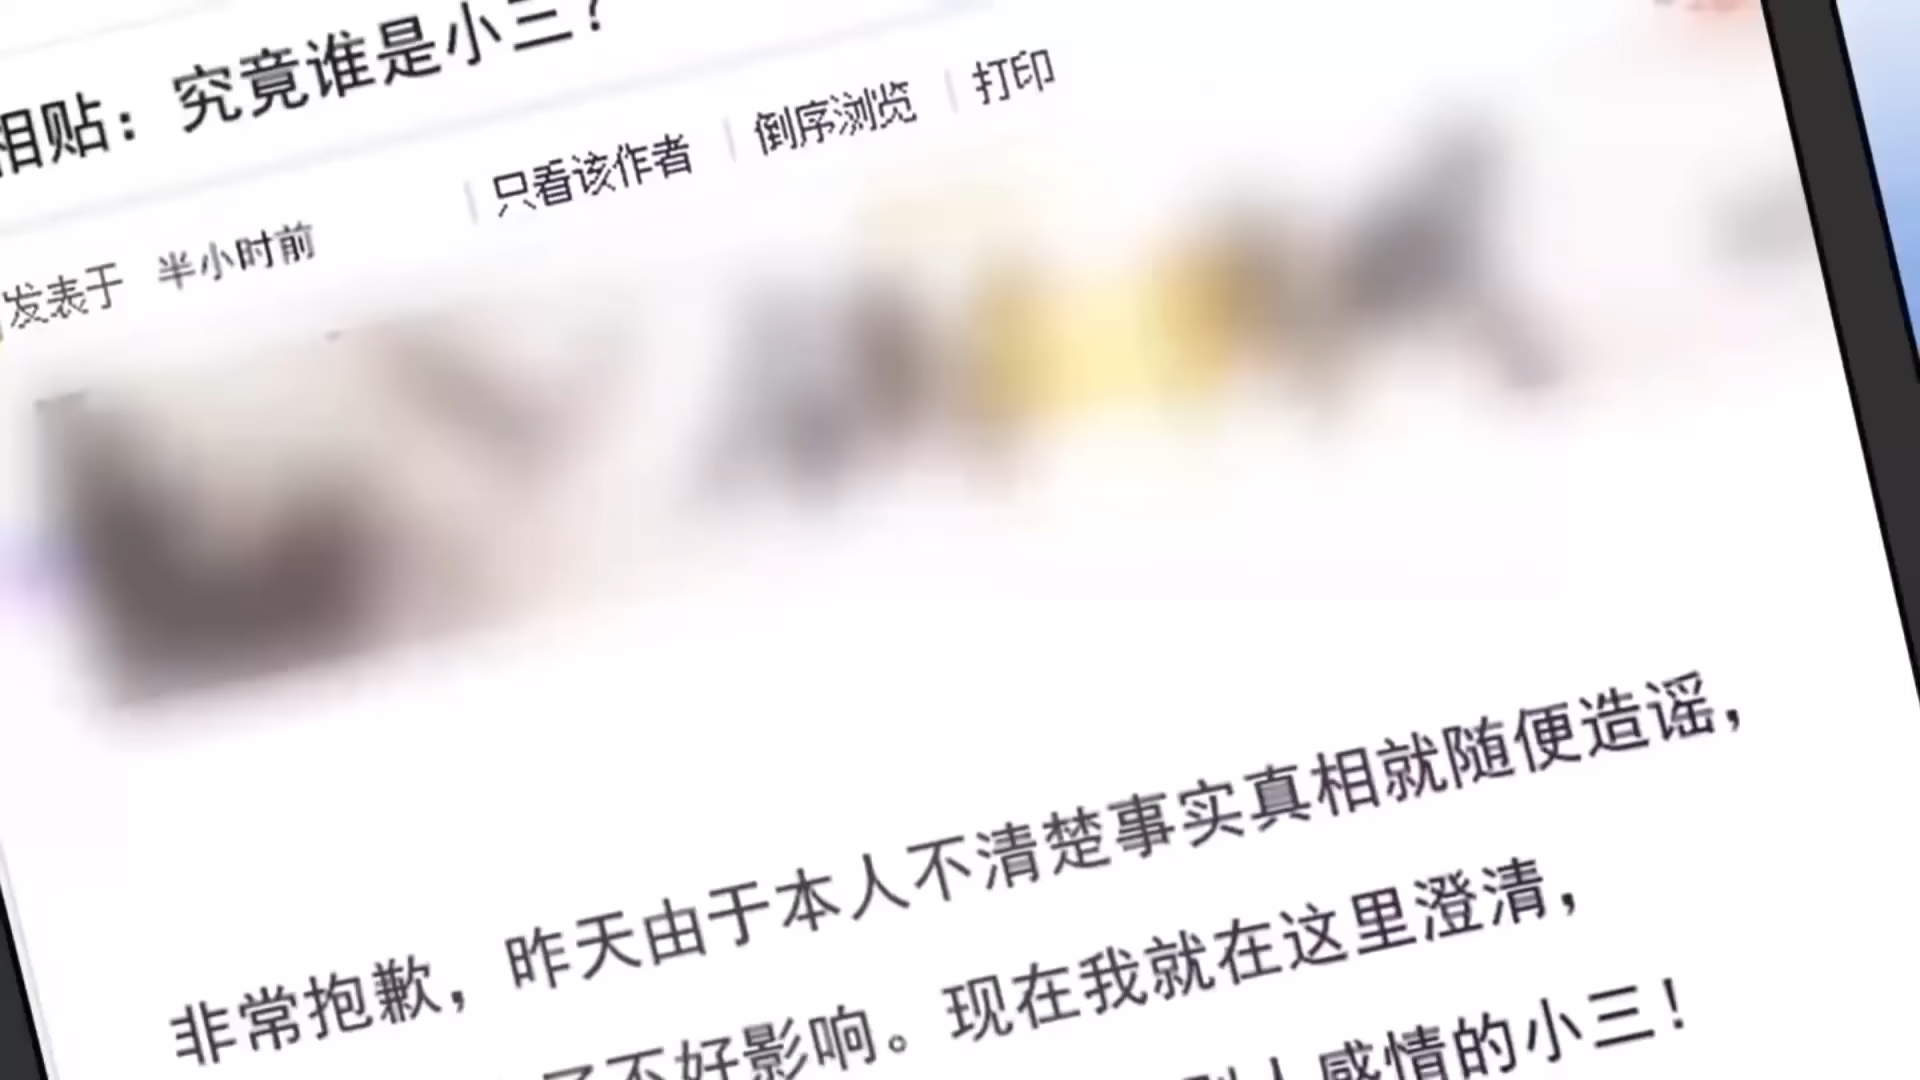 相贴：究竟谁是小三？
发表于 半小时前 | 只看该作者 | 倒序浏览 | 打印
非常抱歉，昨天由于本人不清楚事实真相就随便造谣，
了不好影响。现在我就在这里澄清，
别人感情的小三！